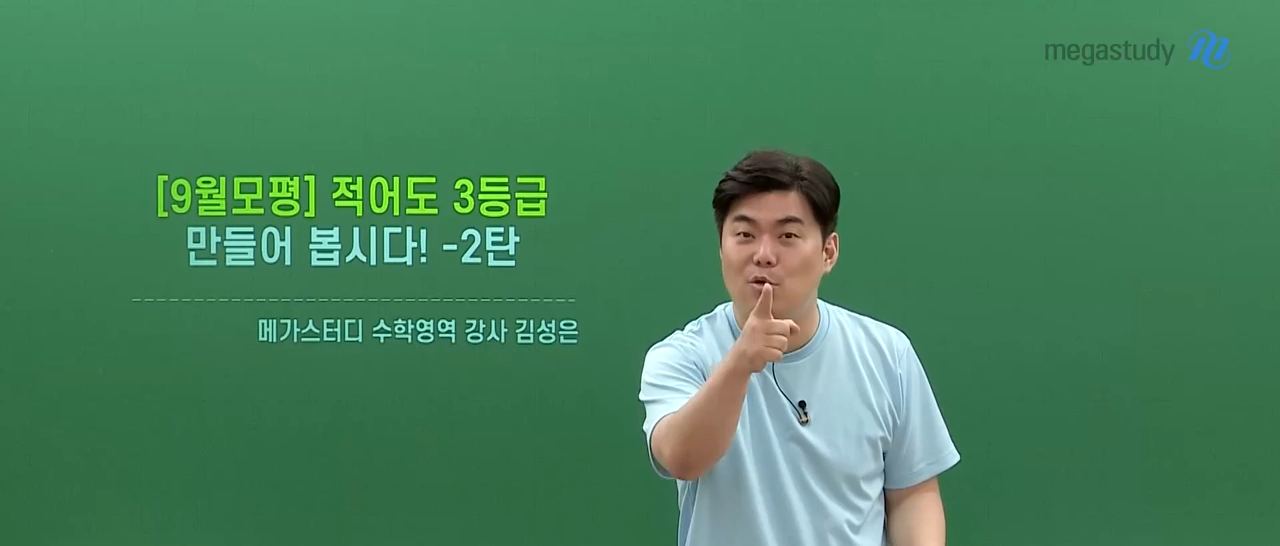 megastudy
[9월모평] 적어도 3등급
만들어 봅시다! -2탄
메가스터디 수학영역 강사 김성은